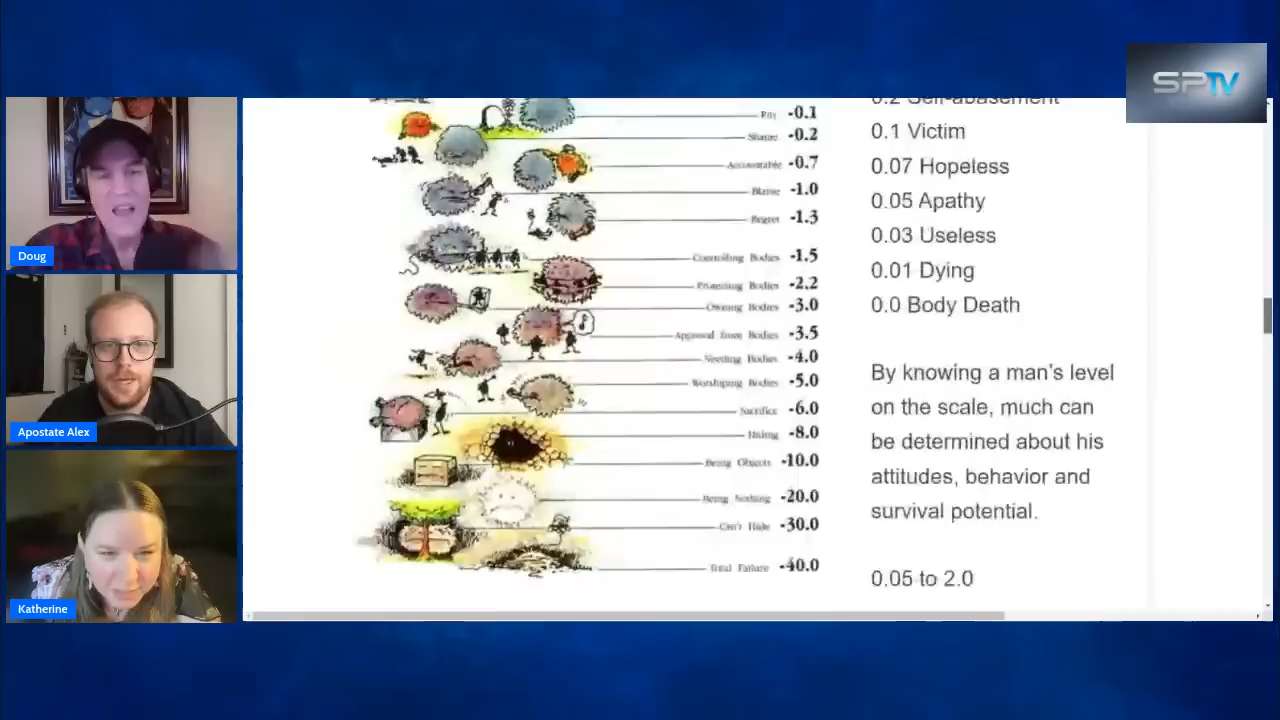 SPTV
Doug
Apostate Alex
Katherine
Pity -0.1
Shame -0.2
Accountable -0.7
Blame -1.0
Regret -1.3
Controlling Bodies -1.5
Protecting Bodies -2.2
Owning Bodies -3.0
Approval from Bodies -3.5
Needing Bodies -4.0
Worshiping Bodies -5.0
Sacrifice -6.0
Hiding -8.0
Being Objects -10.0
Being Nothing -20.0
Can't Hide -30.0
Total Failure -40.0
0.2 Self-abasement
0.1 Victim
0.07 Hopeless
0.05 Apathy
0.03 Useless
0.01 Dying
0.0 Body Death
By knowing a man's level
on the scale, much can
be determined about his
attitudes, behavior and
survival potential.
0.05 to 2.0